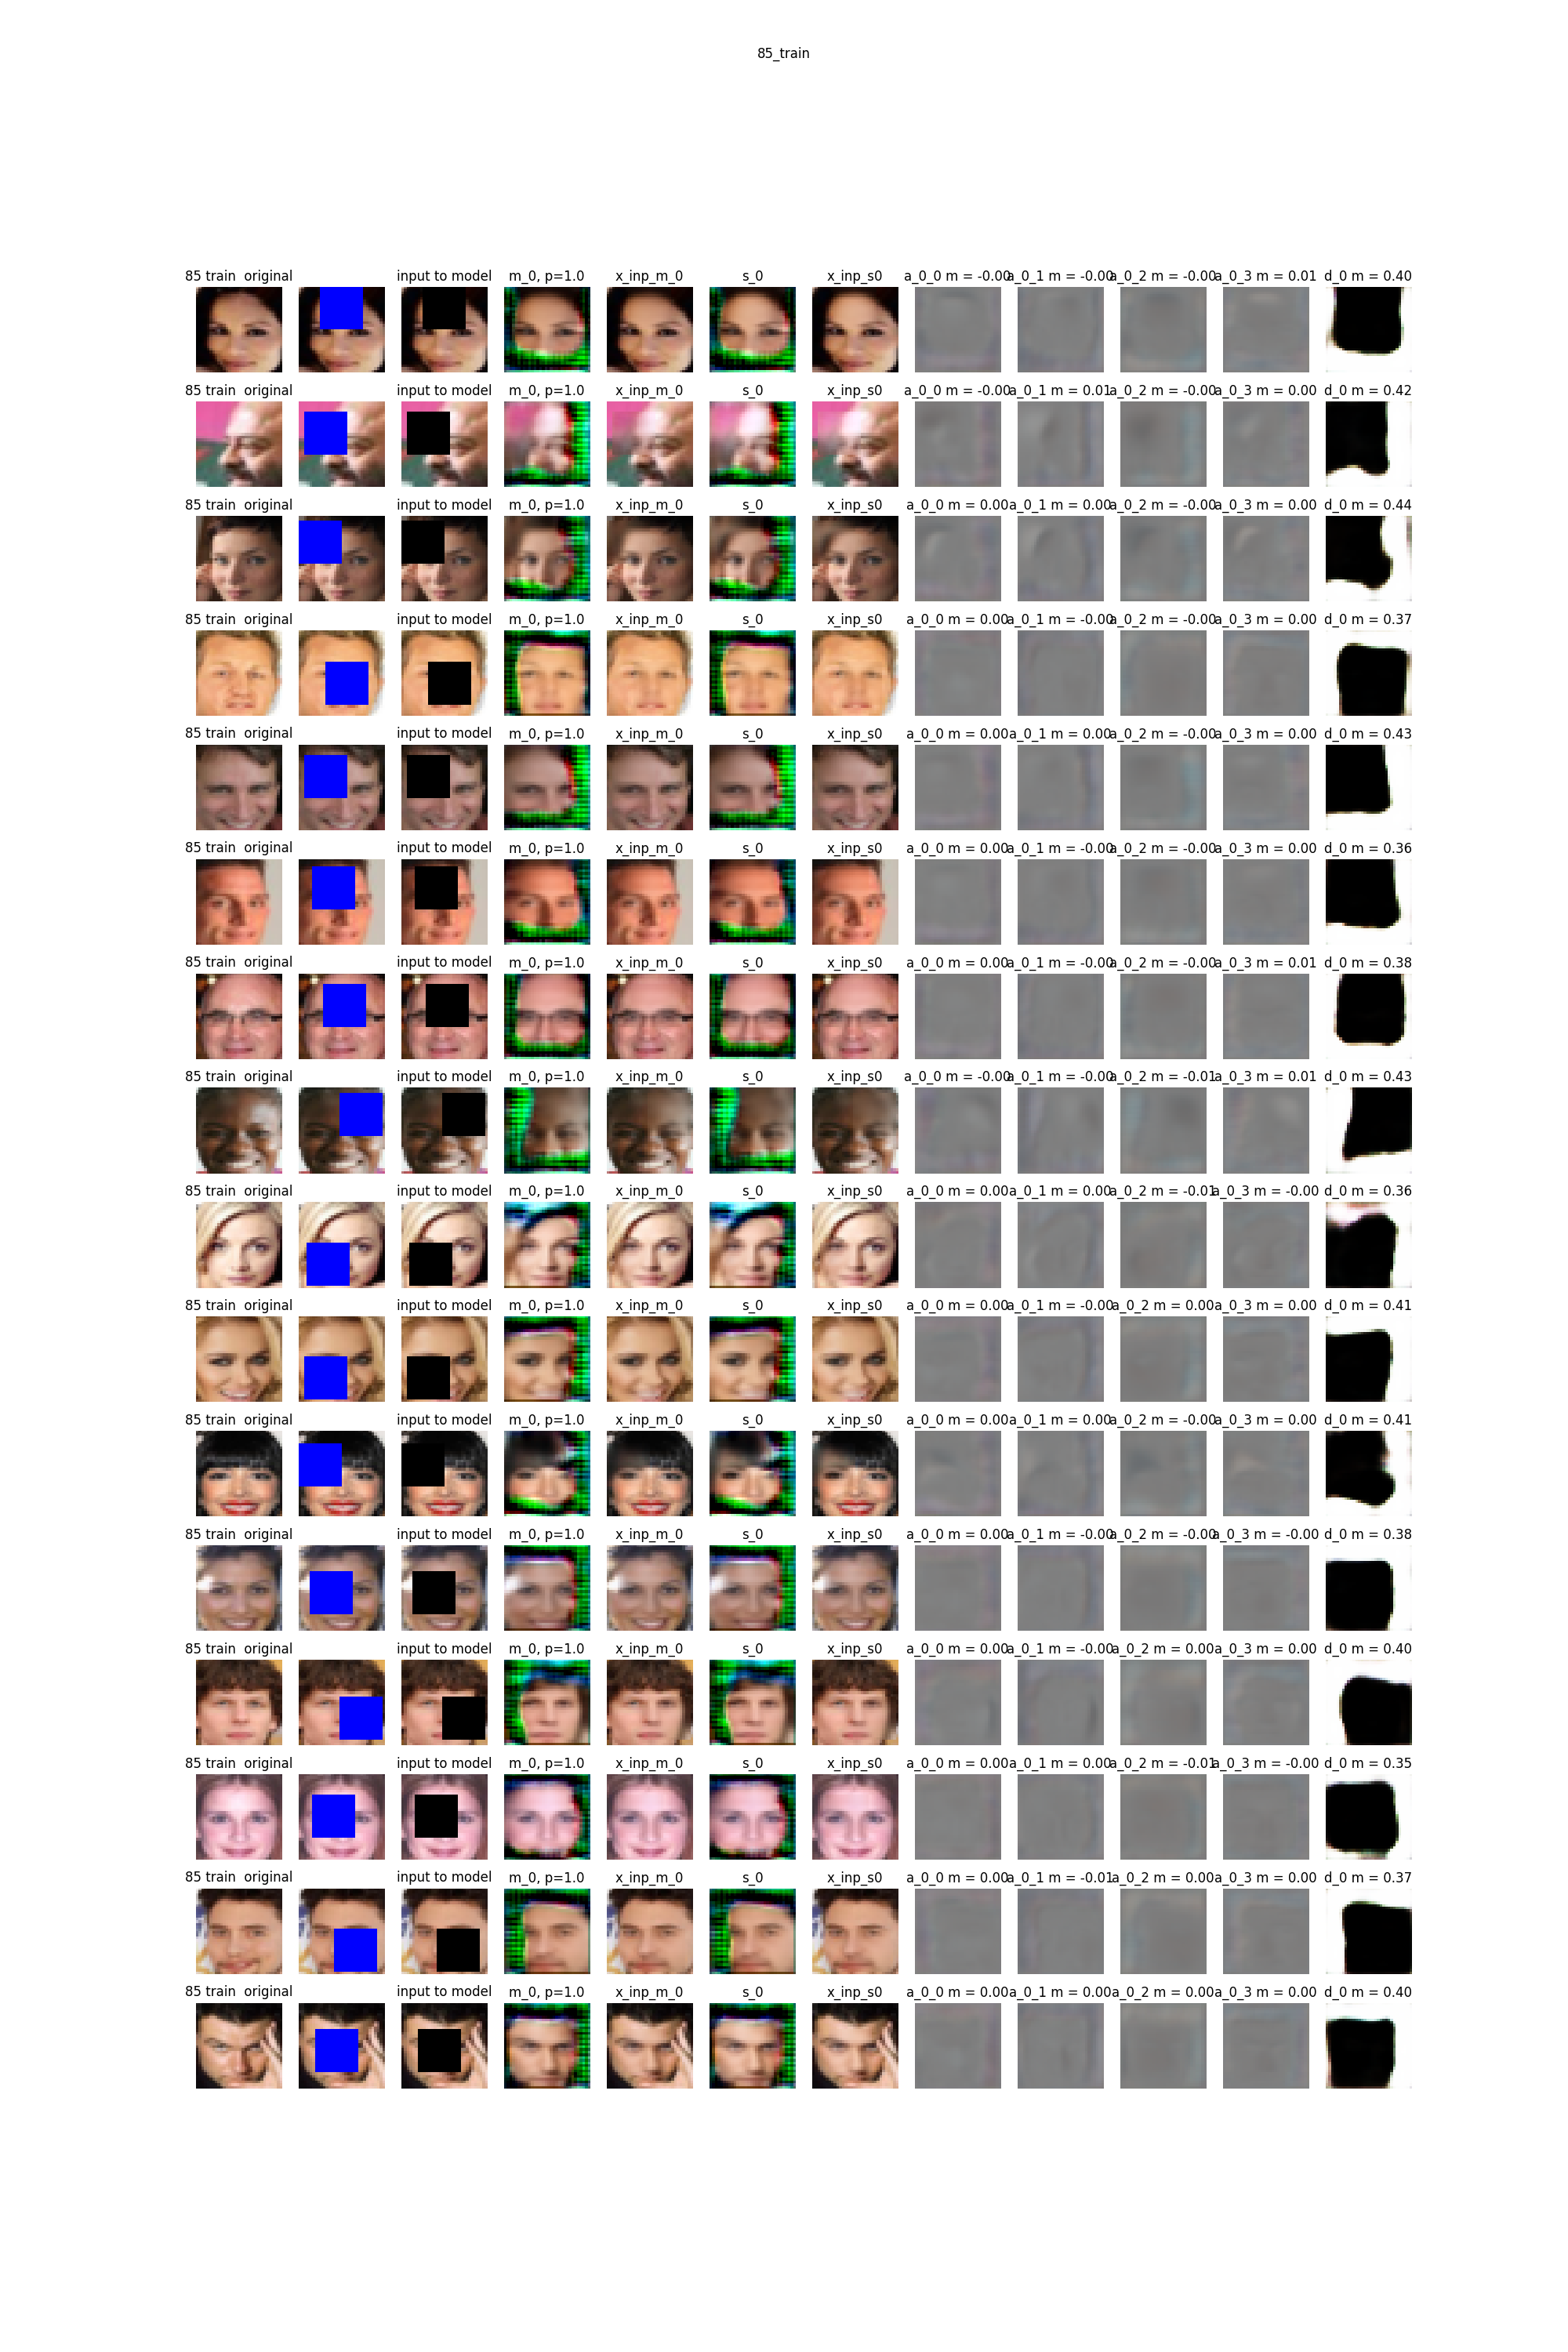 85_train
85 train  original input to model m_0, p=1.0 x_inp_m_0 s_0 x_inp_s0 a_0_0 m = -0.00 a_0_1 m = -0.00 a_0_2 m = -0.00 a_0_3 m = 0.01 d_0 m = 0.40
85 train  original input to model m_0, p=1.0 x_inp_m_0 s_0 x_inp_s0 a_0_0 m = -0.00 a_0_1 m = 0.01 a_0_2 m = -0.00 a_0_3 m = 0.00 d_0 m = 0.42
85 train  original input to model m_0, p=1.0 x_inp_m_0 s_0 x_inp_s0 a_0_0 m = 0.00 a_0_1 m = 0.00 a_0_2 m = -0.00 a_0_3 m = 0.00 d_0 m = 0.44
85 train  original input to model m_0, p=1.0 x_inp_m_0 s_0 x_inp_s0 a_0_0 m = 0.00 a_0_1 m = -0.00 a_0_2 m = -0.00 a_0_3 m = 0.00 d_0 m = 0.37
85 train  original input to model m_0, p=1.0 x_inp_m_0 s_0 x_inp_s0 a_0_0 m = 0.00 a_0_1 m = 0.00 a_0_2 m = -0.00 a_0_3 m = 0.00 d_0 m = 0.43
85 train  original input to model m_0, p=1.0 x_inp_m_0 s_0 x_inp_s0 a_0_0 m = 0.00 a_0_1 m = -0.00 a_0_2 m = -0.00 a_0_3 m = 0.00 d_0 m = 0.36
85 train  original input to model m_0, p=1.0 x_inp_m_0 s_0 x_inp_s0 a_0_0 m = 0.00 a_0_1 m = -0.00 a_0_2 m = -0.00 a_0_3 m = 0.01 d_0 m = 0.38
85 train  original input to model m_0, p=1.0 x_inp_m_0 s_0 x_inp_s0 a_0_0 m = -0.00 a_0_1 m = -0.00 a_0_2 m = -0.01 a_0_3 m = 0.01 d_0 m = 0.43
85 train  original input to model m_0, p=1.0 x_inp_m_0 s_0 x_inp_s0 a_0_0 m = 0.00 a_0_1 m = 0.00 a_0_2 m = -0.01 a_0_3 m = -0.00 d_0 m = 0.36
85 train  original input to model m_0, p=1.0 x_inp_m_0 s_0 x_inp_s0 a_0_0 m = 0.00 a_0_1 m = -0.00 a_0_2 m = 0.00 a_0_3 m = 0.00 d_0 m = 0.41
85 train  original input to model m_0, p=1.0 x_inp_m_0 s_0 x_inp_s0 a_0_0 m = 0.00 a_0_1 m = 0.00 a_0_2 m = -0.00 a_0_3 m = 0.00 d_0 m = 0.41
85 train  original input to model m_0, p=1.0 x_inp_m_0 s_0 x_inp_s0 a_0_0 m = 0.00 a_0_1 m = -0.00 a_0_2 m = -0.00 a_0_3 m = -0.00 d_0 m = 0.38
85 train  original input to model m_0, p=1.0 x_inp_m_0 s_0 x_inp_s0 a_0_0 m = 0.00 a_0_1 m = -0.00 a_0_2 m = 0.00 a_0_3 m = 0.00 d_0 m = 0.40
85 train  original input to model m_0, p=1.0 x_inp_m_0 s_0 x_inp_s0 a_0_0 m = 0.00 a_0_1 m = 0.00 a_0_2 m = -0.01 a_0_3 m = -0.00 d_0 m = 0.35
85 train  original input to model m_0, p=1.0 x_inp_m_0 s_0 x_inp_s0 a_0_0 m = 0.00 a_0_1 m = -0.01 a_0_2 m = 0.00 a_0_3 m = 0.00 d_0 m = 0.37
85 train  original input to model m_0, p=1.0 x_inp_m_0 s_0 x_inp_s0 a_0_0 m = 0.00 a_0_1 m = 0.00 a_0_2 m = 0.00 a_0_3 m = 0.00 d_0 m = 0.40